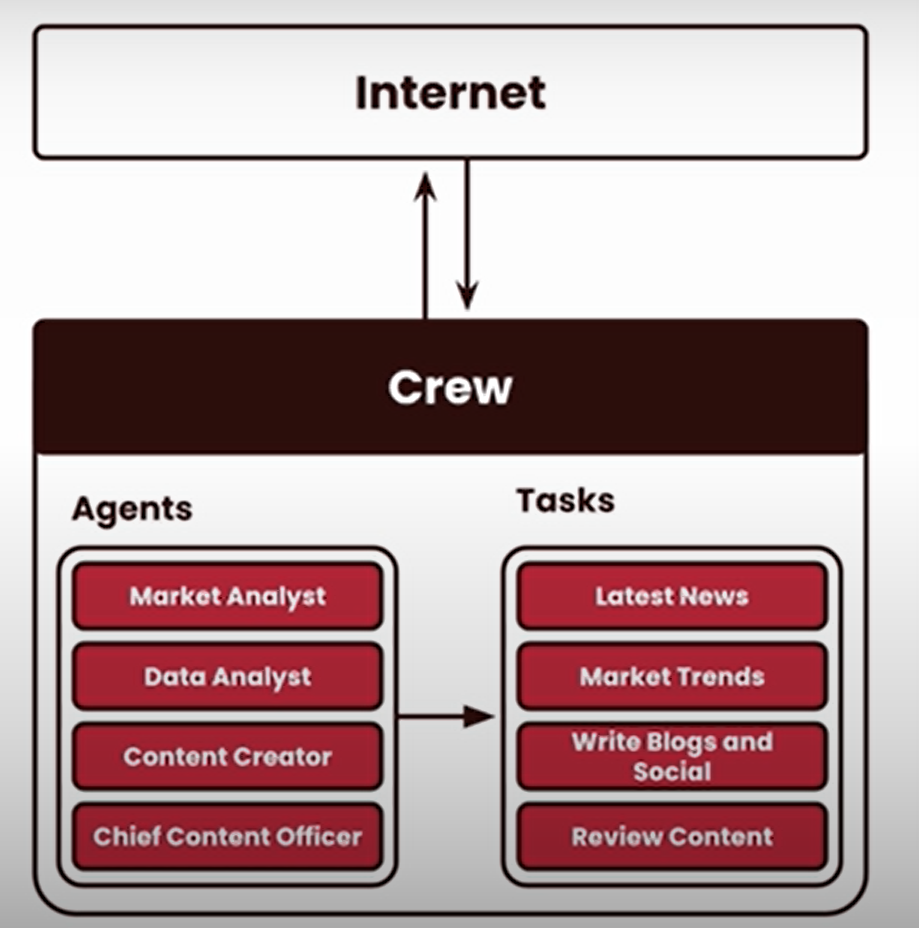 Internet
Crew
Agents
Market Analyst
Data Analyst
Content Creator
Chief Content Officer
Tasks
Latest News
Market Trends
Write Blogs and
Social
Review Content